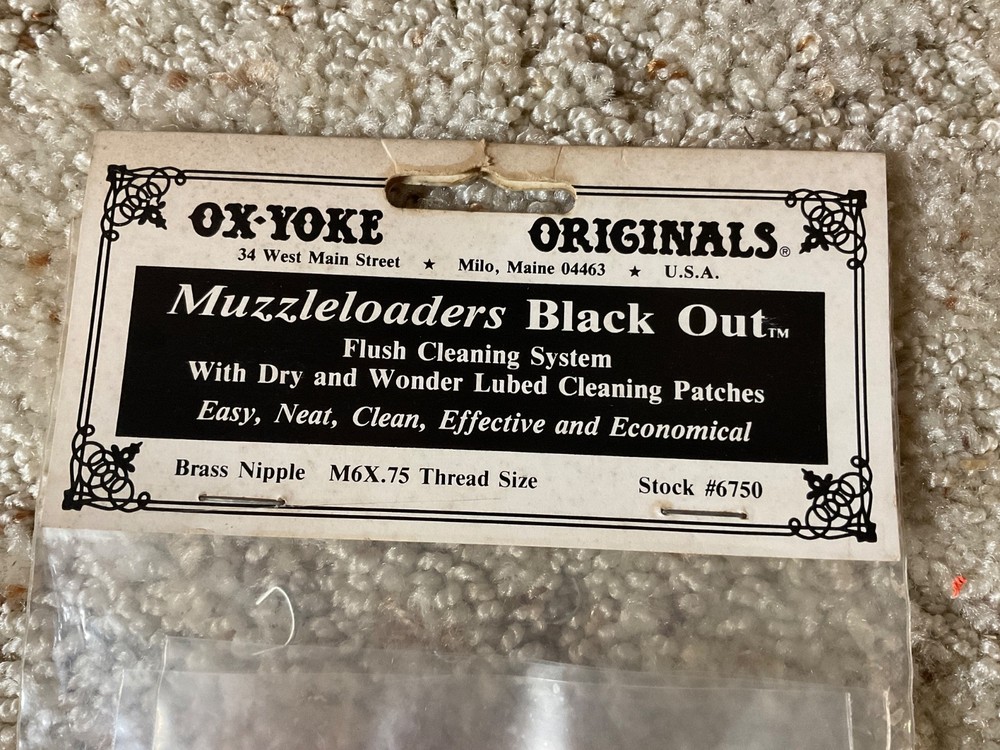 OX-YOKE ORIGINALS®
34 West Main Street ★ Milo, Maine 04463 ★ U.S.A.
Muzzleloaders Black Out™
Flush Cleaning System
With Dry and Wonder Lubed Cleaning Patches
Easy, Neat, Clean, Effective and Economical
Brass Nipple M6X.75 Thread Size Stock #6750